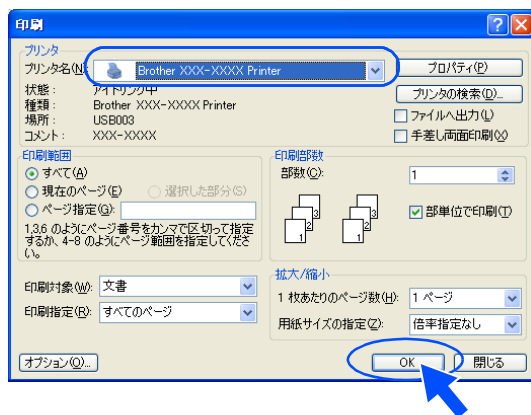 印刷
プリンタ
プリンタ名(N): Brother XXX-XXXX Printer プロパティ(P)
状態： アイドリング中 プリンタの検索(D)...
種類： Brother XXX-XXXX Printer
場所： USB003 ファイルへ出力(L)
コメント： XXX-XXXX 手差し両面印刷(X)
印刷範囲
すべて(A)
現在のページ(E) 選択した部分(S)
ページ指定(G):
1,3,6 のようにページ番号をカンマで区切って指定
するか、4-8 のようにページ範囲を指定してくださ
い。
印刷部数
部数(C): 1
部単位で印刷(T)
1 2 3 1 2 3
印刷対象(W): 文書
印刷指定(R): すべてのページ
拡大/縮小
1 枚あたりのページ数(H): 1 ページ
用紙サイズの指定(Z): 倍率指定なし
オプション(O)... OK 閉じる